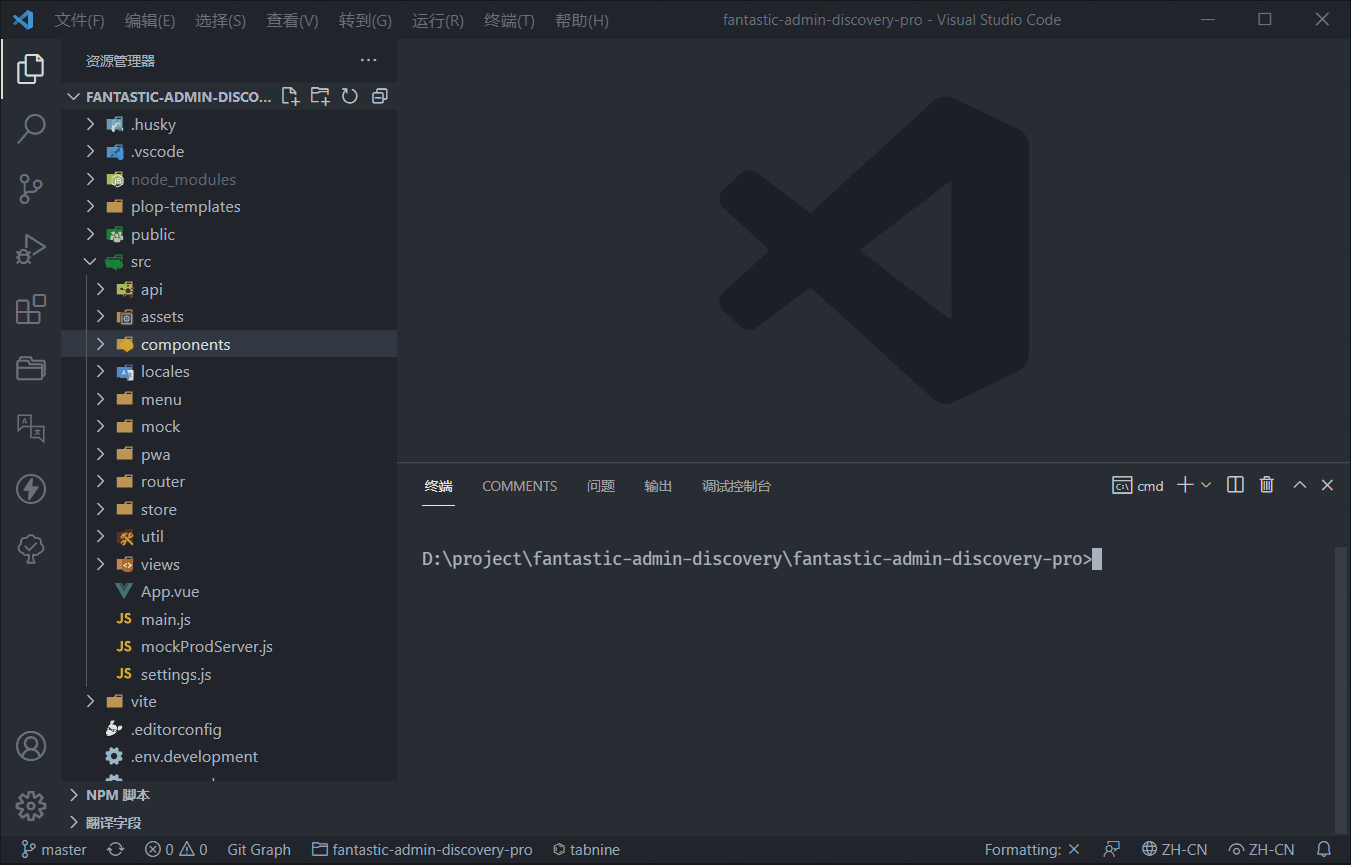 文件(F) 编辑(E) 选择(S) 查看(V) 转到(G) 运行(R) 终端(T) 帮助(H) fantastic-admin-discovery-pro - Visual Studio Code
资源管理器
FANTASTIC-ADMIN-DISCO...
.husky
.vscode
node_modules
plop-templates
public
src
api
assets
components
locales
menu
mock
pwa
router
store
util
views
App.vue
JS main.js
JS mockProdServer.js
JS settings.js
vite
.editorconfig
.env.development
NPM 脚本
翻译字段
终端 COMMENTS 问题 输出 调试控制台 cmd
D:\project\fantastic-admin-discovery\fantastic-admin-discovery-pro>
master 0 0 Git Graph fantastic-admin-discovery-pro tabnine Formatting: ZH-CN ZH-CN